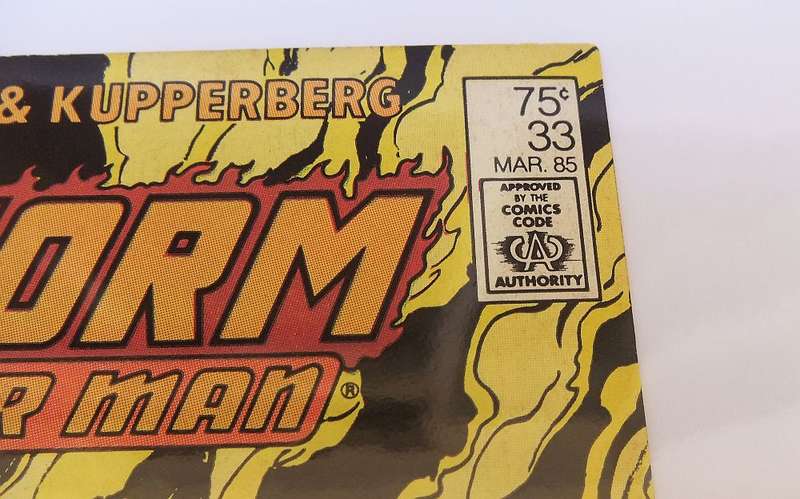 & KUPPERBERG
75¢
33
MAR. 85
APPROVED
BY THE
COMICS
CODE
CA
AUTHORITY
ORM
R MAN ®